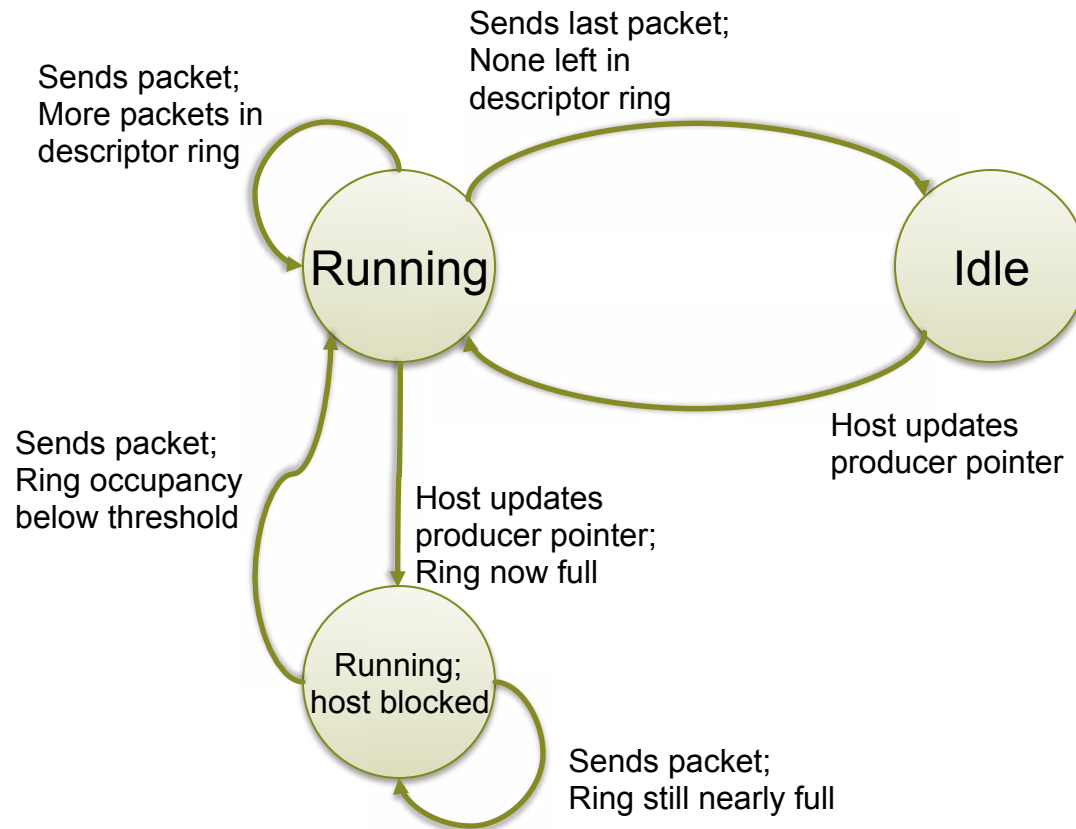 Sends last packet;
None left in
descriptor ring
Sends packet;
More packets in
descriptor ring
Running
Idle
Host updates
producer pointer
Sends packet;
Ring occupancy
below threshold
Host updates
producer pointer;
Ring now full
Running;
host blocked
Sends packet;
Ring still nearly full